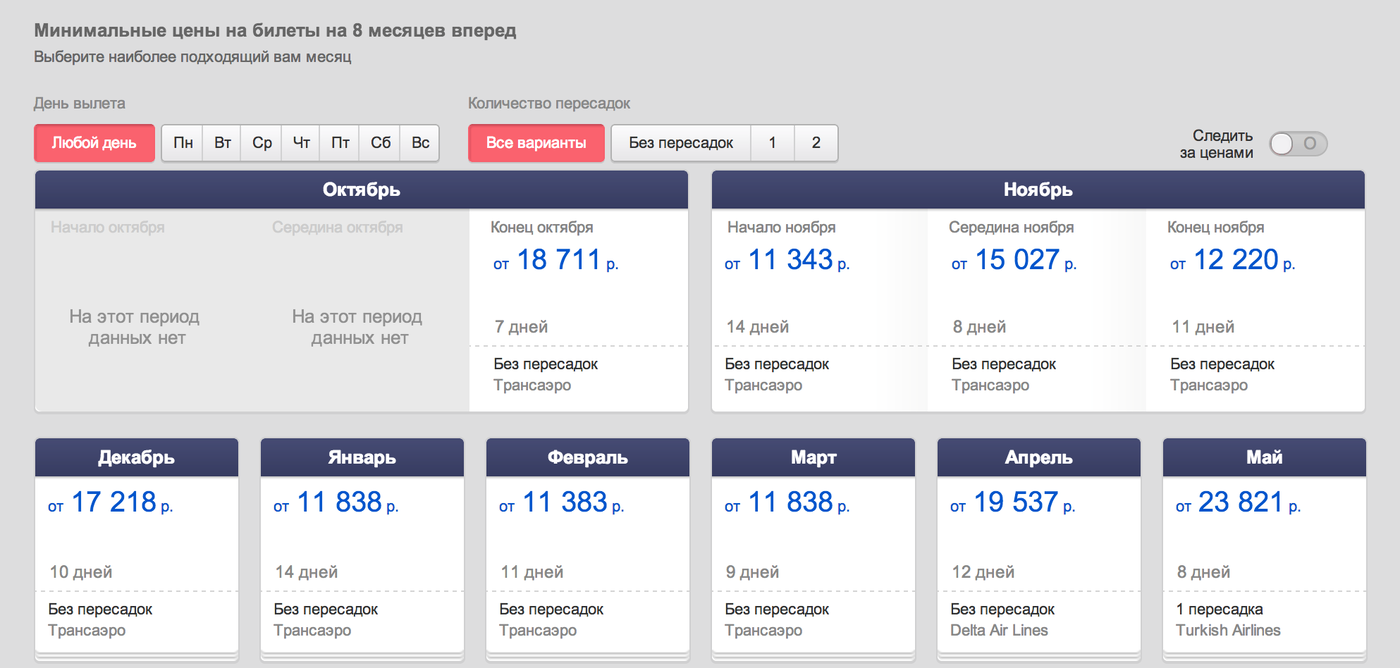 Минимальные цены на билеты на 8 месяцев вперед
Выберите наиболее подходящий вам месяц
День вылета
Любой день Пн Вт Ср Чт Пт Сб Вс
Количество пересадок
Все варианты Без пересадок 1 2
Следить
за ценами
Октябрь
Начало октября
На этот период
данных нет
Середина октября
На этот период
данных нет
Конец октября
от 18 711 р.
7 дней
Без пересадок
Трансаэро
Ноябрь
Начало ноября
от 11 343 р.
14 дней
Без пересадок
Трансаэро
Середина ноября
от 15 027 р.
8 дней
Без пересадок
Трансаэро
Конец ноября
от 12 220 р.
11 дней
Без пересадок
Трансаэро
Декабрь
от 17 218 р.
10 дней
Без пересадок
Трансаэро
Январь
от 11 838 р.
14 дней
Без пересадок
Трансаэро
Февраль
от 11 383 р.
11 дней
Без пересадок
Трансаэро
Март
от 11 838 р.
9 дней
Без пересадок
Трансаэро
Апрель
от 19 537 р.
12 дней
Без пересадок
Delta Air Lines
Май
от 23 821 р.
8 дней
1 пересадка
Turkish Airlines